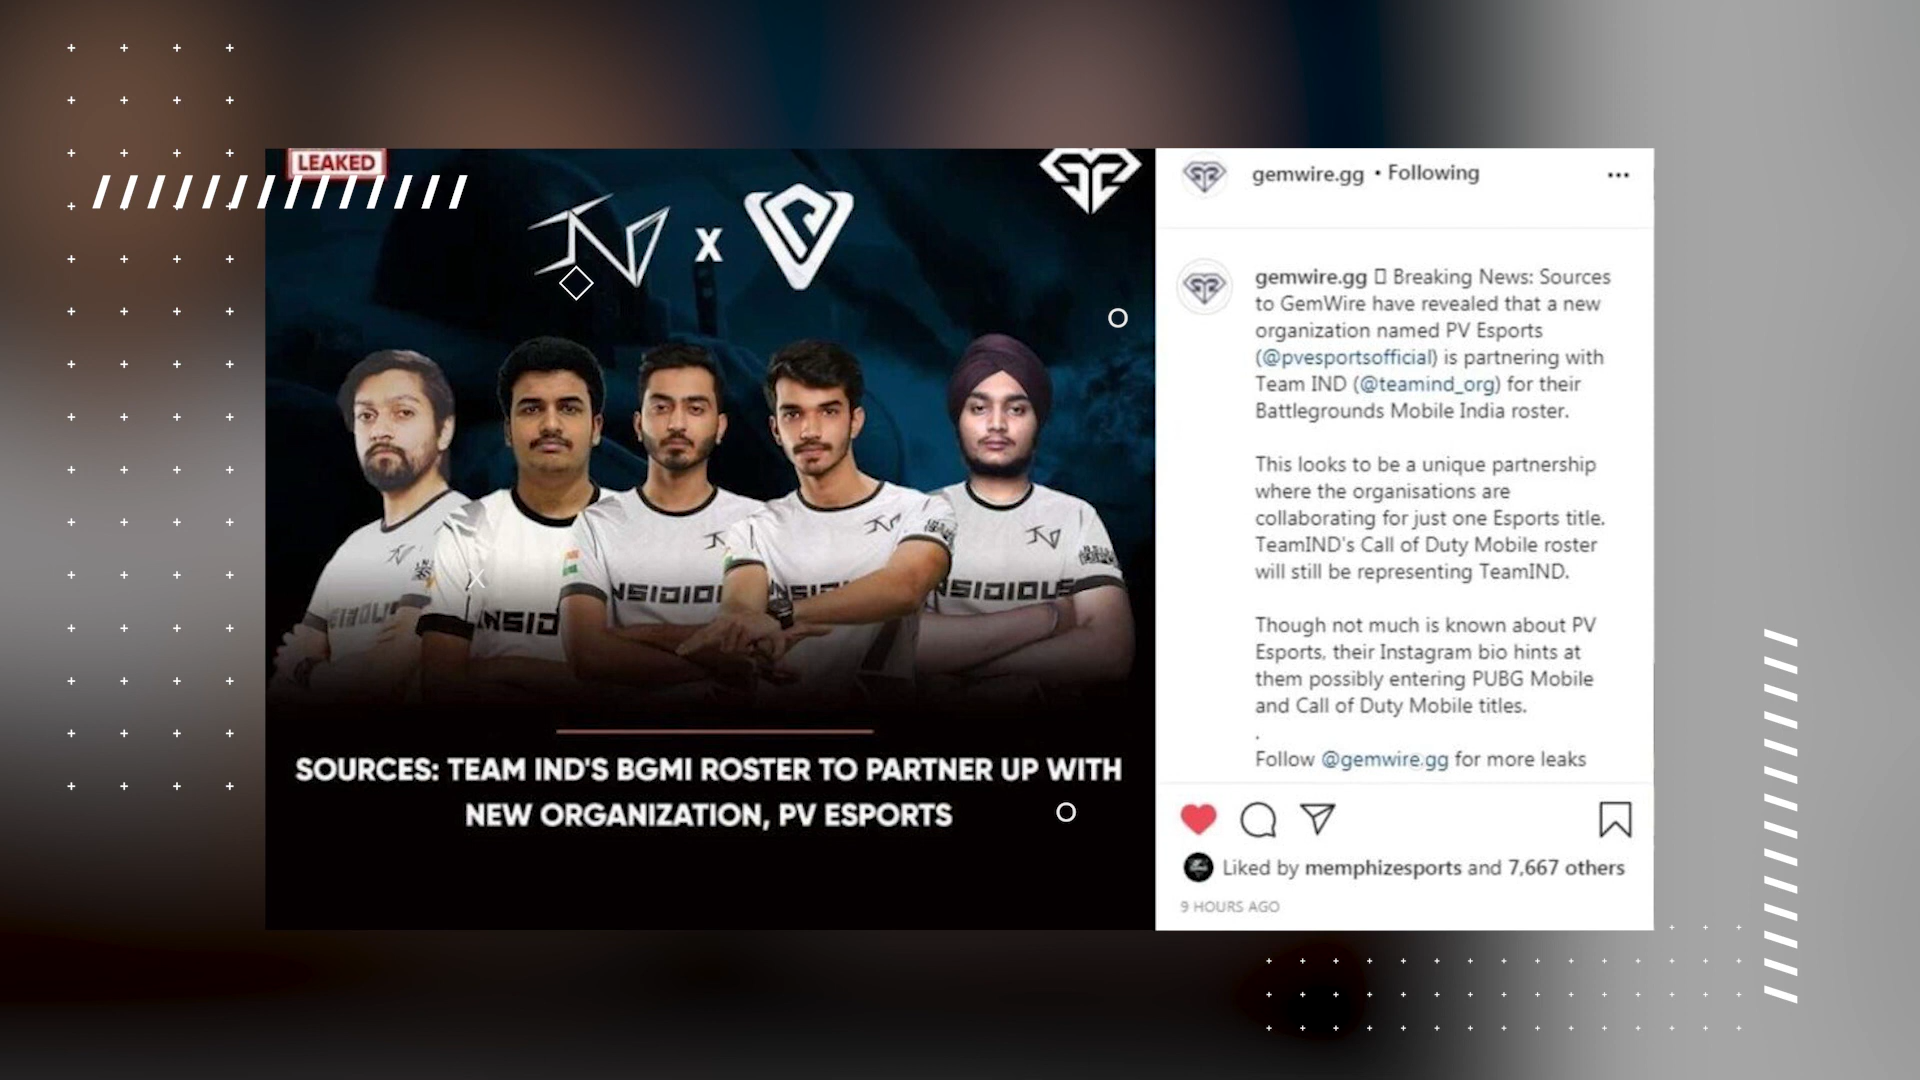 LEAKED
IND X
SOURCES: TEAM IND'S BGMI ROSTER TO PARTNER UP WITH
NEW ORGANIZATION, PV ESPORTS
INSIDIOUS
NSID
NSIDIOU
NSIDIOUS
gemwire.gg • Following
gemwire.gg Breaking News: Sources
to GemWire have revealed that a new
organization named PV Esports
(@pvesportsofficial) is partnering with
Team IND (@teamind_org) for their
Battlegrounds Mobile India roster.
This looks to be a unique partnership
where the organisations are
collaborating for just one Esports title.
TeamIND's Call of Duty Mobile roster
will still be representing TeamIND.
Though not much is known about PV
Esports, their Instagram bio hints at
them possibly entering PUBG Mobile
and Call of Duty Mobile titles.
.
Follow @gemwire.gg for more leaks
Liked by memphizesports and 7,667 others
9 HOURS AGO